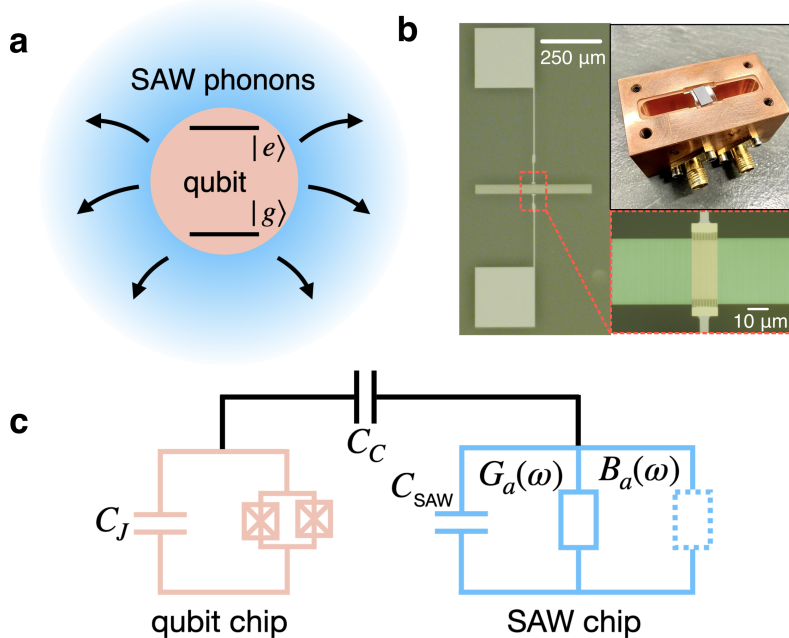 a
SAW phonons
|e⟩
qubit
|g⟩
b
250 μm
10 μm
c
C_C
C_J
C_SAW
G_a(ω)
B_a(ω)
qubit chip
SAW chip